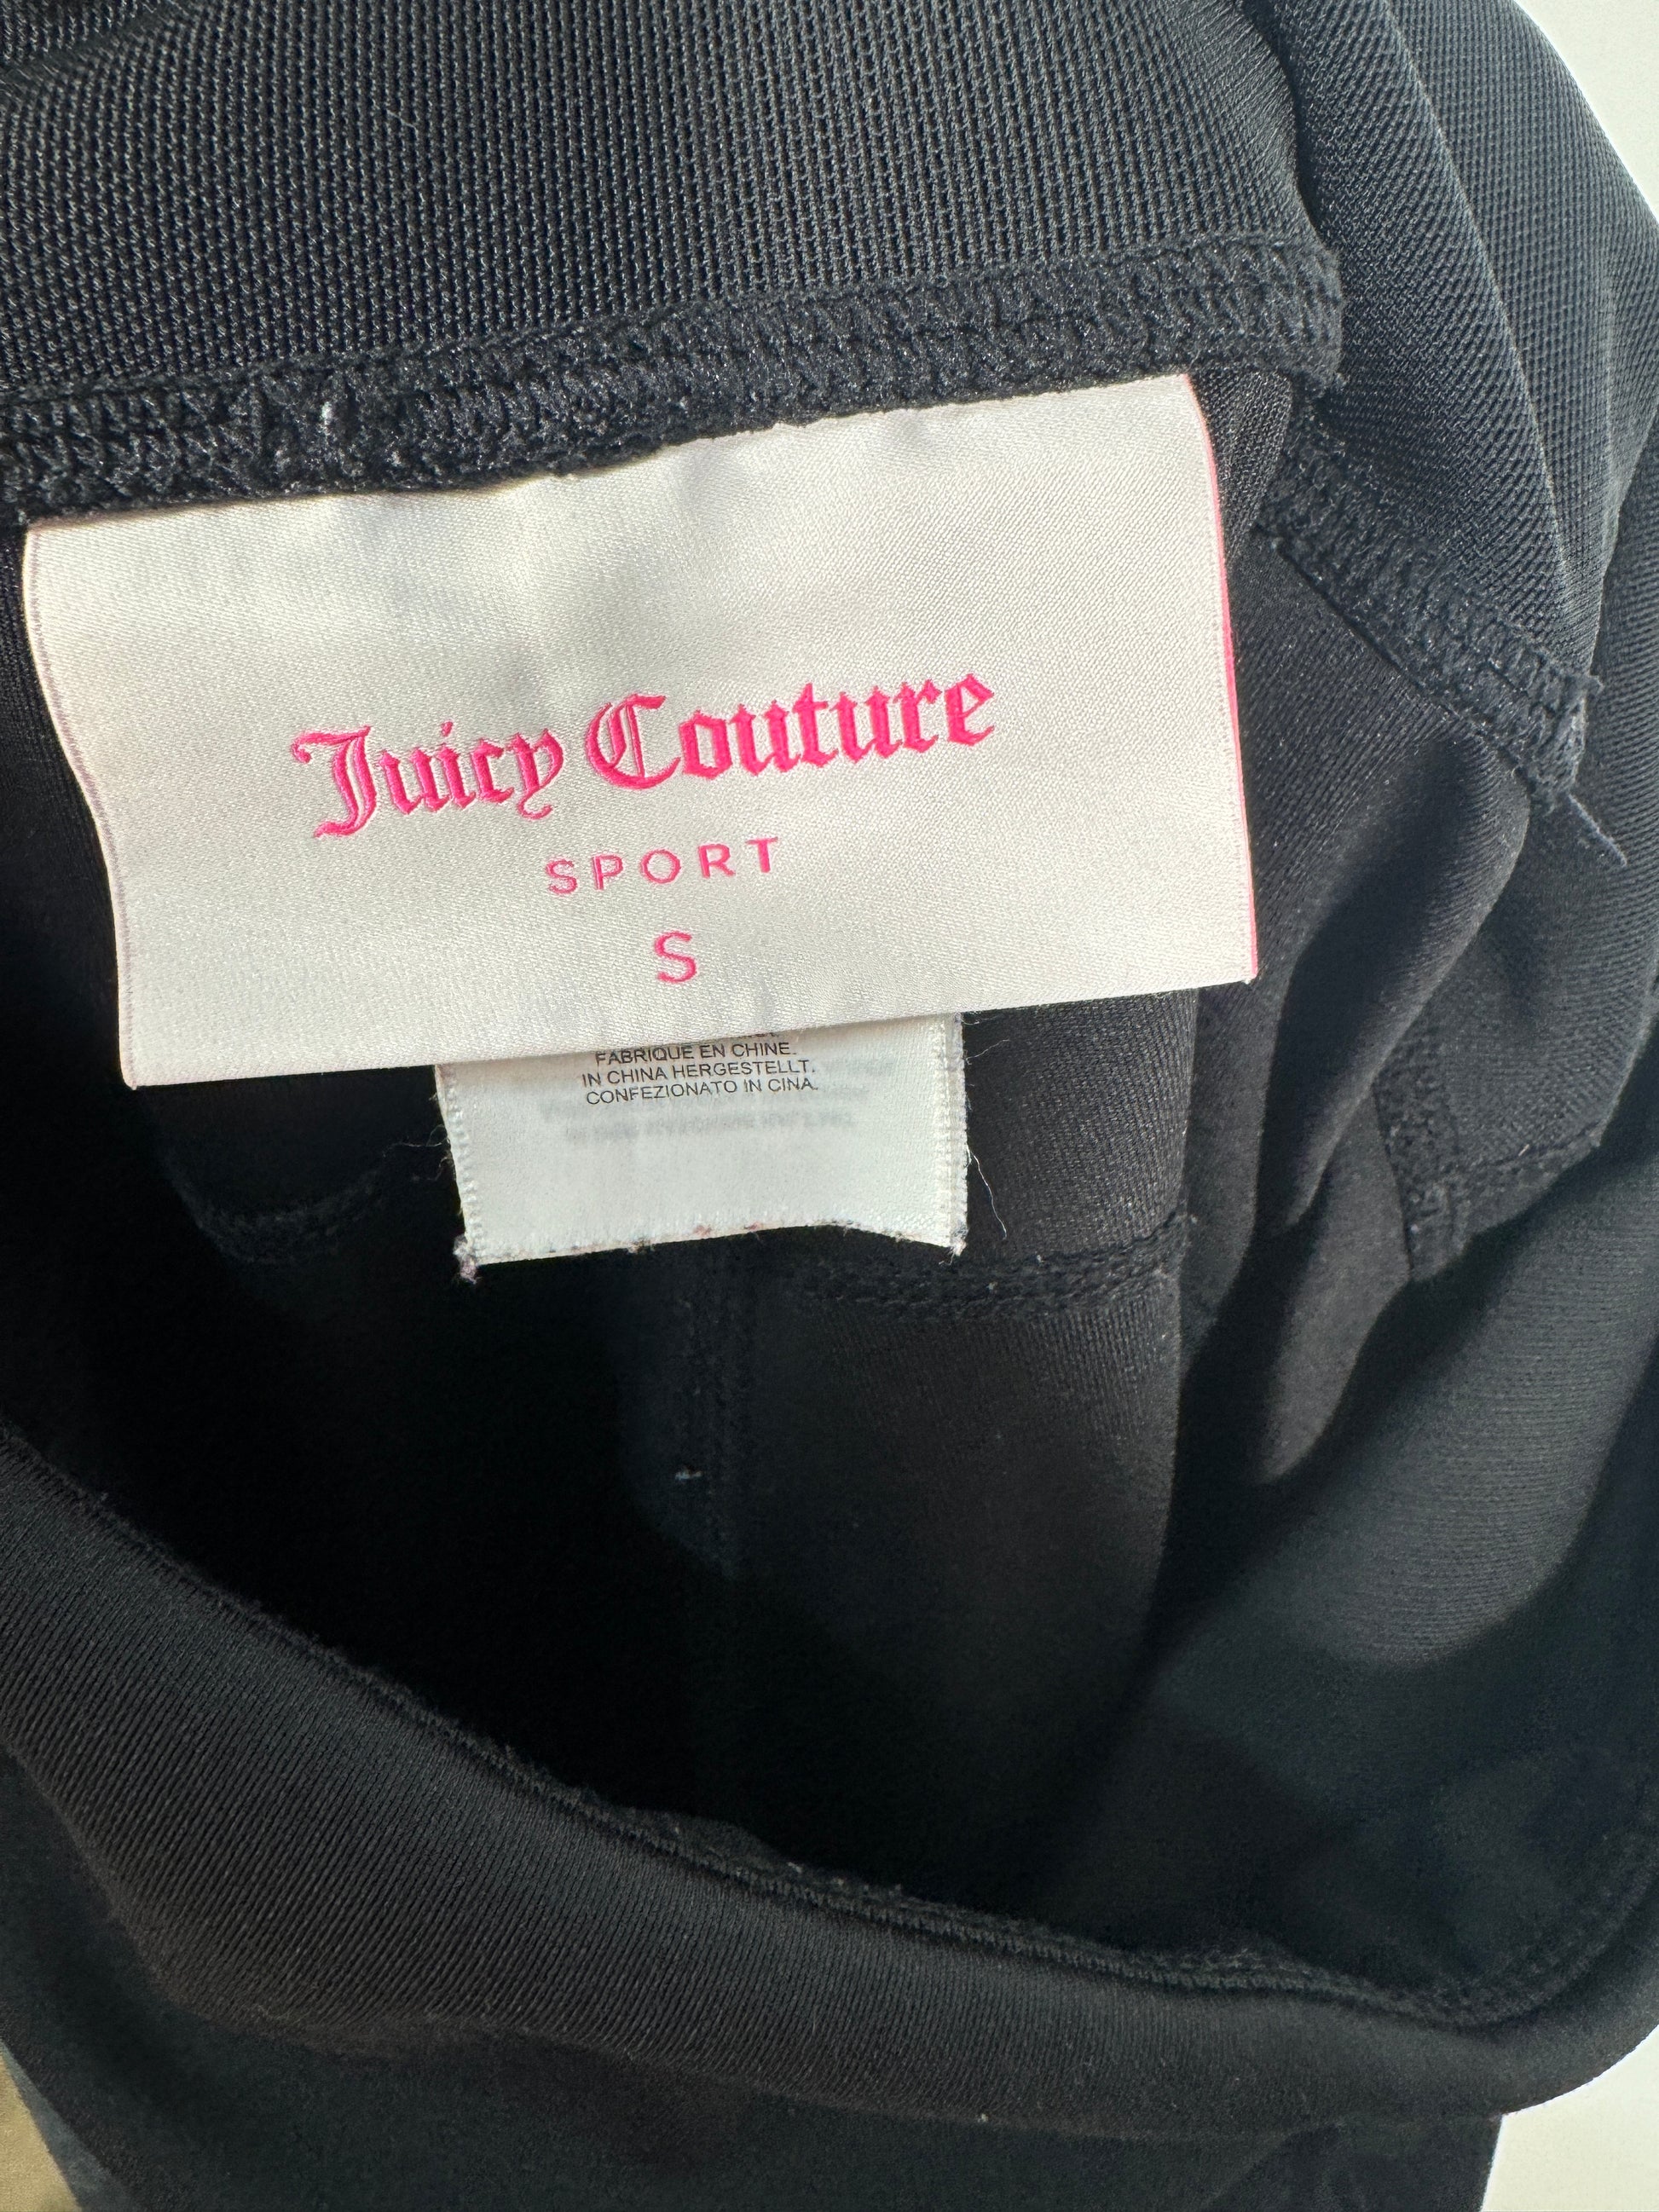 Juicy Couture
SPORT
S
FABRIQUE EN CHINE.
IN CHINA HERGESTELLT.
CONFEZIONATO IN CINA.